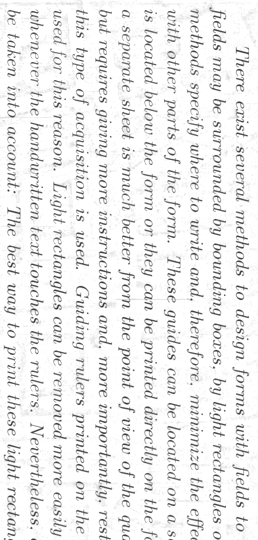 There exist several methods to design forms with fields to
fields may be surrounded by bounding boxes, by light rectangles o
methods specify where to write and, therefore, minimize the effec
with other parts of the form. These guides can be located on a s
is located below the form or they can be printed directly on the f
a separate sheet is much better from the point of view of the qua
but requires giving more instructions and, more importantly, rest
this type of acquisition is used. Guiding rulers printed on the
used for this reason. Light rectangles can be removed more easily
whenever the handwritten text touches the rulers. Nevertheless,
be taken into account: The best way to print these light rectan